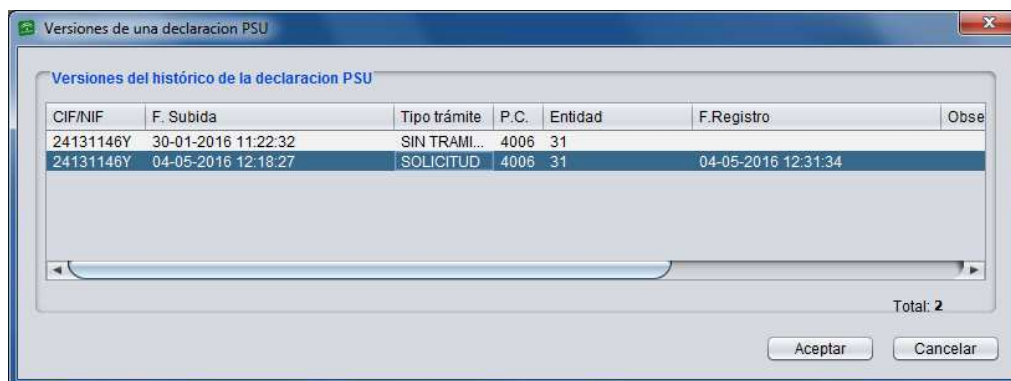 Versiones de una declaracion PSU
Versiones del histórico de la declaracion PSU
CIF/NIF F. Subida Tipo trámite P.C. Entidad F.Registro Obse
24131146Y 30-01-2016 11:22:32 SIN TRAMI... 4006 31
24131146Y 04-05-2016 12:18:27 SOLICITUD 4006 31 04-05-2016 12:31:34
Total: 2
Aceptar Cancelar